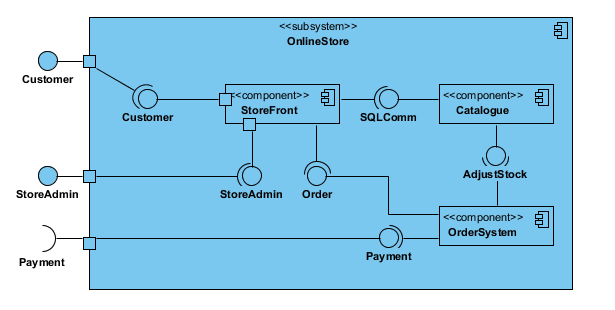 <<subsystem>>
OnlineStore
Customer
<<component>>
StoreFront
<<component>>
Catalogue
Customer
SQLComm
AdjustStock
StoreAdmin
StoreAdmin
Order
<<component>>
OrderSystem
Payment
Payment